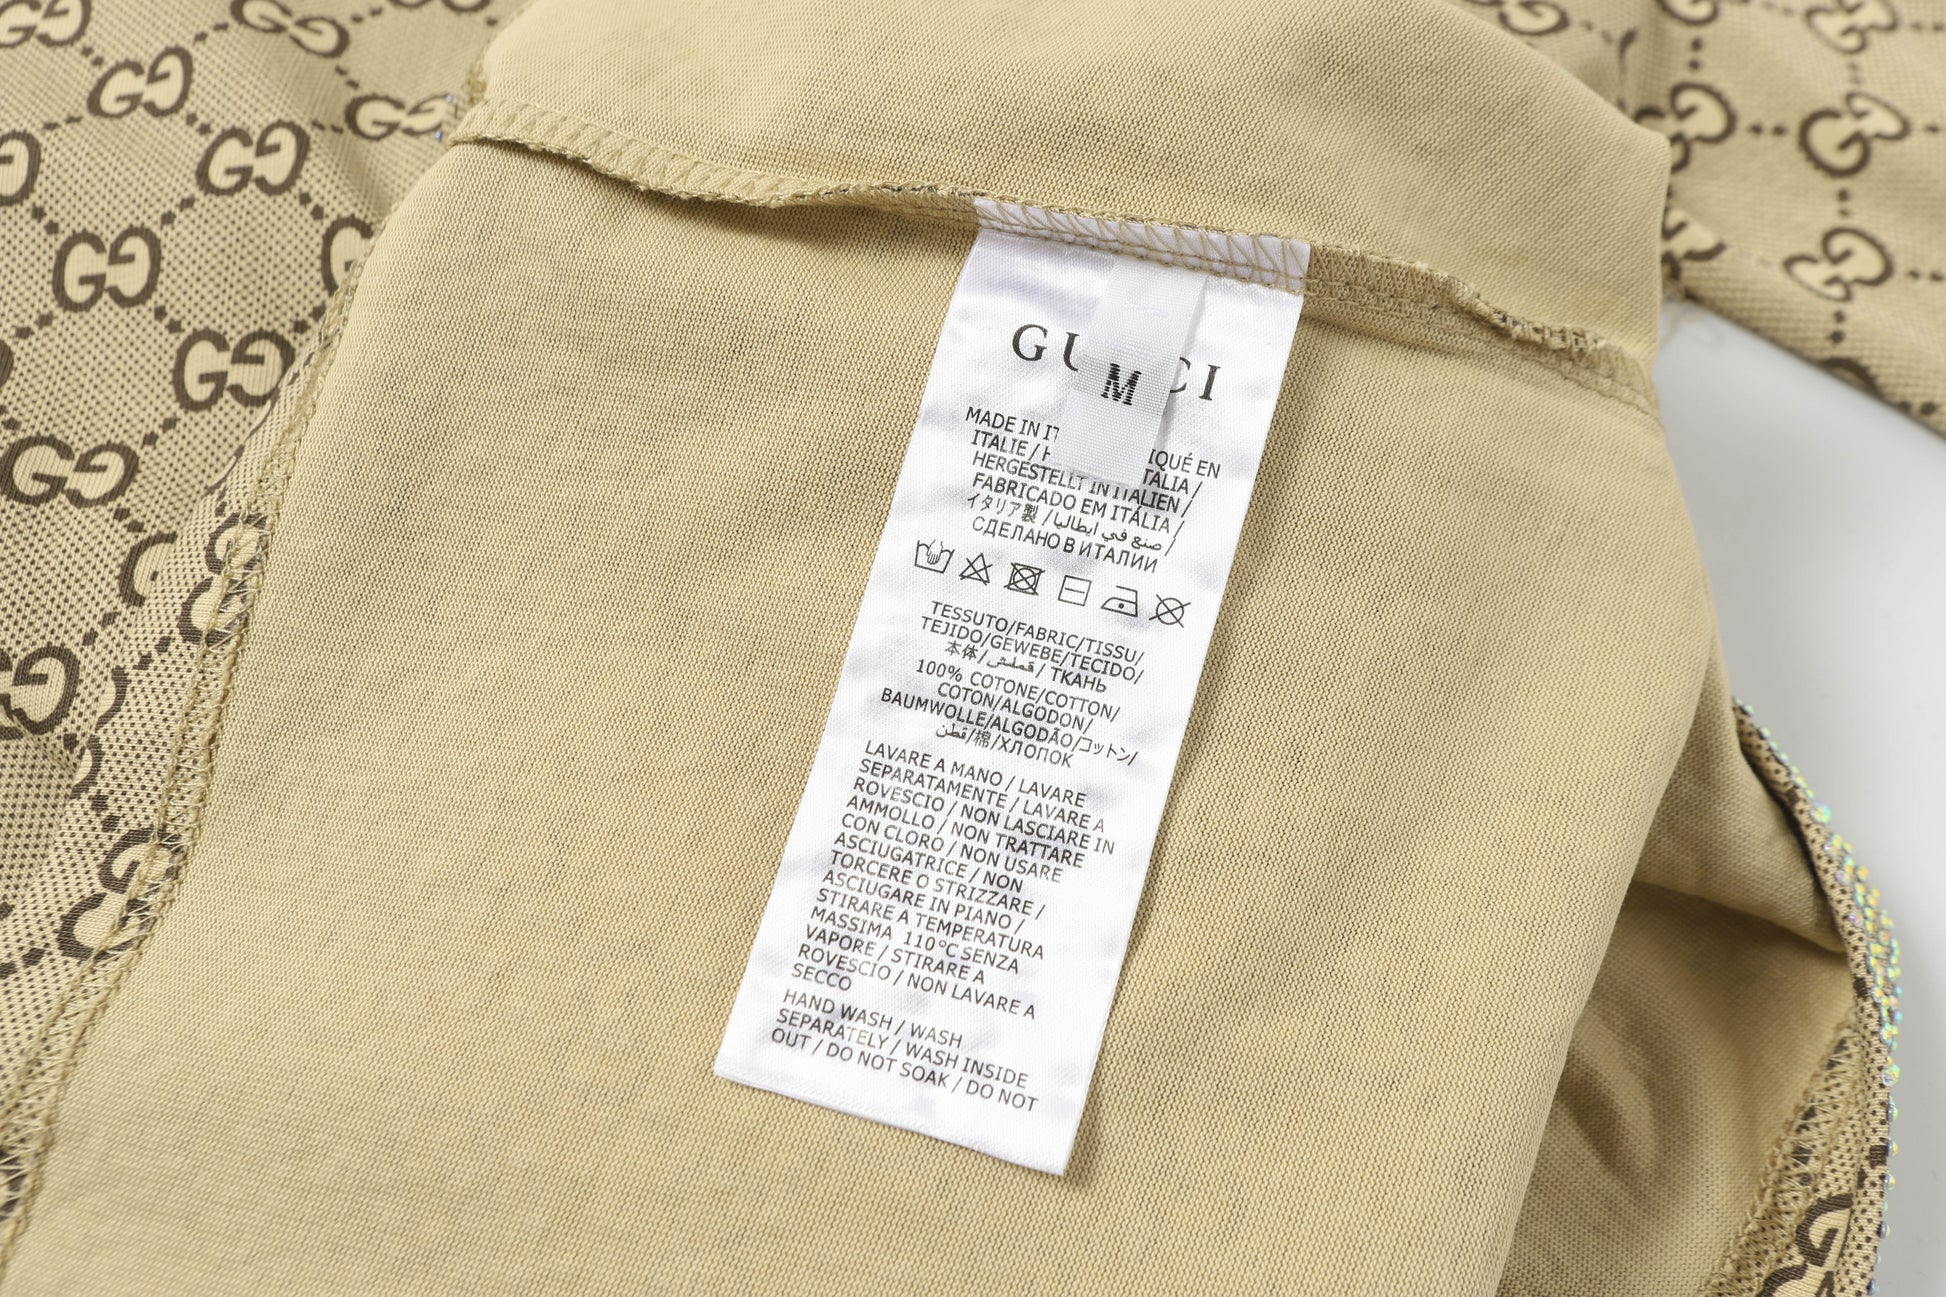 GU CI
M
MADE IN IT IQUÉ EN
ITALIE / TALIA /
HERGESTELLT IN ITALIEN /
FABRICADO EM ITÁLIA /
イタリア製 / صنع في ايطاليا /
СДЕЛАНО В ИТАЛИИ
TESSUTO/FABRIC/TISSU/
TEJIDO/GEWEBE/TECIDO/
本体/قملش/ ТКАНЬ
100% COTONE/COTTON/
COTON/ALGODON/
BAUMWOLLE/ALGODÃO/コットン/
قطن/棉/ХЛОПОК
LAVARE A MANO / LAVARE
SEPARATAMENTE / LAVARE A
ROVESCIO / NON LASCIARE IN
AMMOLLO / NON TRATTARE
CON CLORO / NON USARE
ASCIUGATRICE / NON
TORCERE O STRIZZARE /
ASCIUGARE IN PIANO /
STIRARE A TEMPERATURA
MASSIMA 110°C SENZA
VAPORE / STIRARE A
ROVESCIO / NON LAVARE A
SECCO
HAND WASH / WASH
SEPARATELY / WASH INSIDE
OUT / DO NOT SOAK / DO NOT